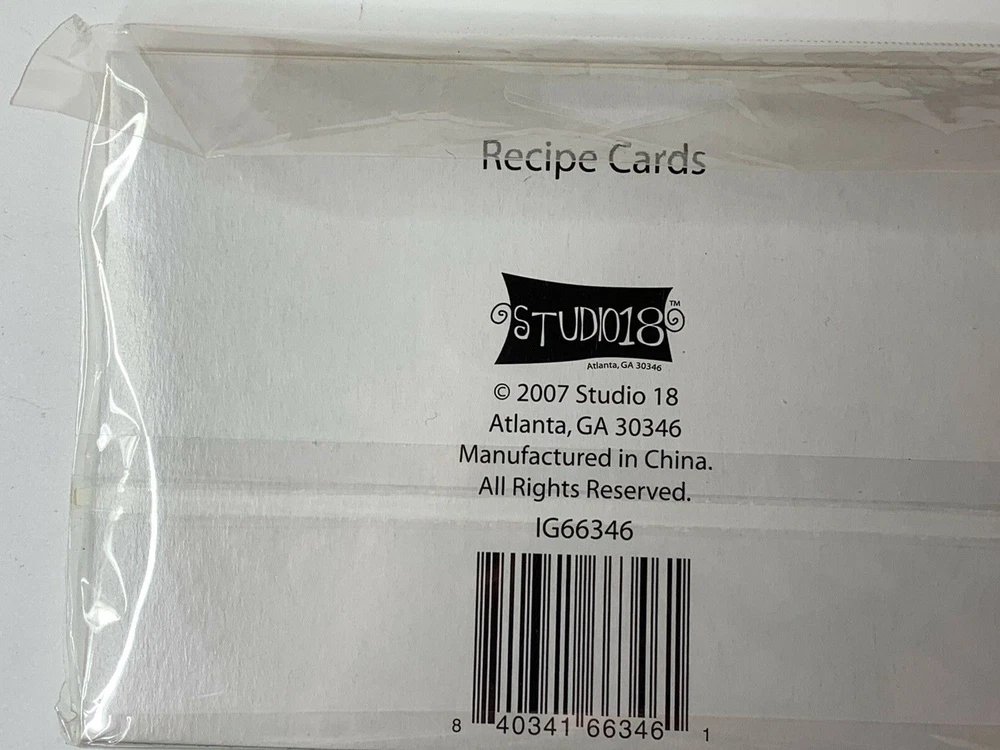 Recipe Cards
STUDIO18™
Atlanta, GA 30346
© 2007 Studio 18
Atlanta, GA 30346
Manufactured in China.
All Rights Reserved.
IG66346
8 40341 66346 1